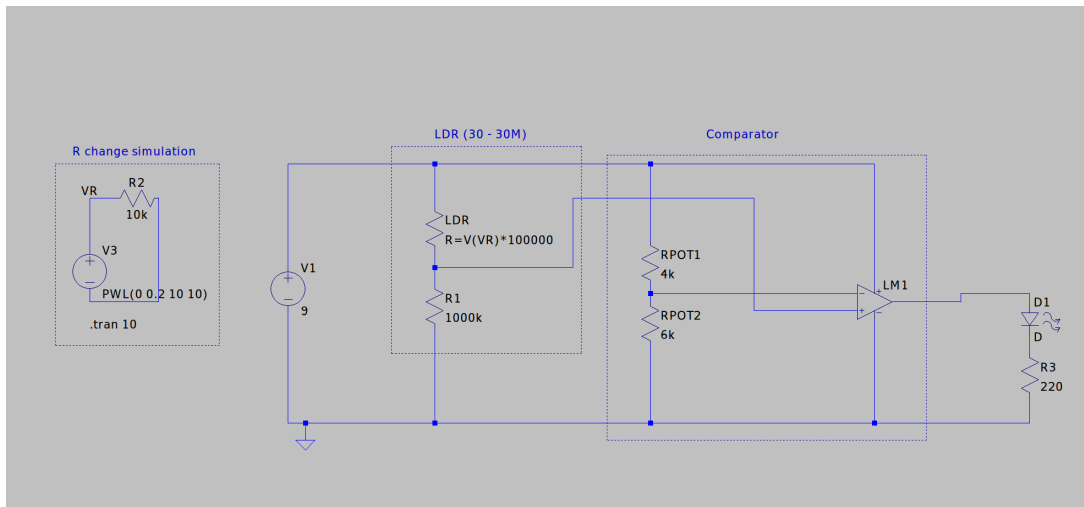 R change simulation
VR
R2
10k
V3
PWL(0 0.2 10 10)
.tran 10
V1
9
LDR (30 - 30M)
LDR
R=V(VR)*100000
R1
1000k
Comparator
RPOT1
4k
RPOT2
6k
LM1
D1
D
R3
220